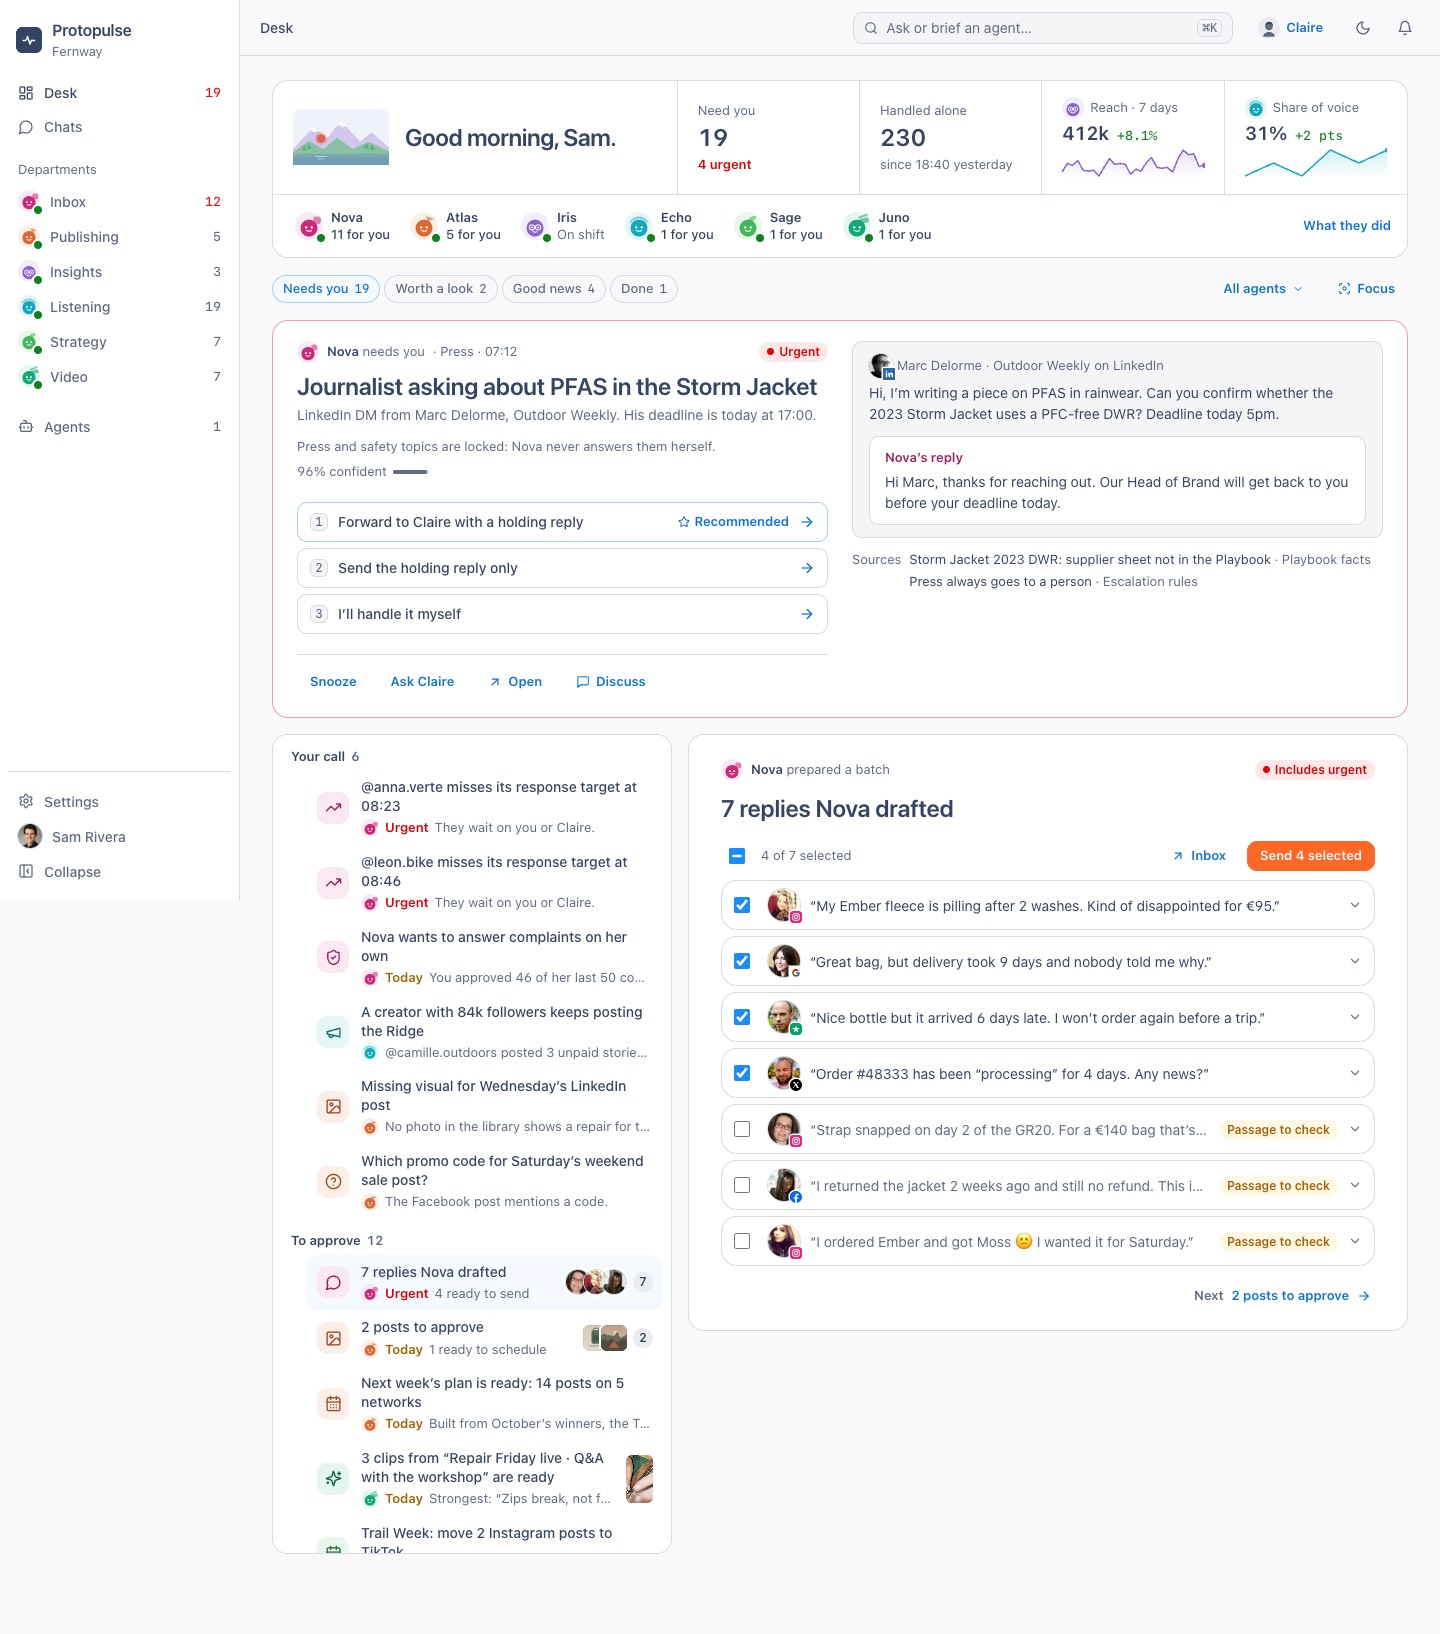 Protopulse
Fernway
Desk 19
Chats
Departments
Inbox 12
Publishing 5
Insights 3
Listening 19
Strategy 7
Video 7
Agents 1
Settings
Sam Rivera
Collapse
Desk
Ask or brief an agent…
⌘K
Claire
Good morning, Sam.
Need you
19
4 urgent
Handled alone
230
since 18:40 yesterday
Reach · 7 days
412k +8.1%
Share of voice
31% +2 pts
Nova
11 for you
Atlas
5 for you
Iris
On shift
Echo
1 for you
Sage
1 for you
Juno
1 for you
What they did
Needs you 19
Worth a look 2
Good news 4
Done 1
All agents
Focus
Nova needs you · Press · 07:12
Urgent
Journalist asking about PFAS in the Storm Jacket
LinkedIn DM from Marc Delorme, Outdoor Weekly. His deadline is today at 17:00.
Press and safety topics are locked: Nova never answers them herself.
96% confident
1 Forward to Claire with a holding reply Recommended
2 Send the holding reply only
3 I’ll handle it myself
Snooze
Ask Claire
Open
Discuss
in
Marc Delorme · Outdoor Weekly on LinkedIn
Hi, I’m writing a piece on PFAS in rainwear. Can you confirm whether the
2023 Storm Jacket uses a PFC-free DWR? Deadline today 5pm.
Nova’s reply
Hi Marc, thanks for reaching out. Our Head of Brand will get back to you
before your deadline today.
Sources Storm Jacket 2023 DWR: supplier sheet not in the Playbook · Playbook facts
Press always goes to a person · Escalation rules
Your call 6
@anna.verte misses its response target at
08:23
Urgent They wait on you or Claire.
@leon.bike misses its response target at
08:46
Urgent They wait on you or Claire.
Nova wants to answer complaints on her
own
Today You approved 46 of her last 50 co…
A creator with 84k followers keeps posting
the Ridge
@camille.outdoors posted 3 unpaid storie…
Missing visual for Wednesday’s LinkedIn
post
No photo in the library shows a repair for t…
Which promo code for Saturday’s weekend
sale post?
The Facebook post mentions a code.
To approve 12
7 replies Nova drafted
Urgent 4 ready to send
7
2 posts to approve
Today 1 ready to schedule
2
Next week’s plan is ready: 14 posts on 5
networks
Today Built from October’s winners, the T…
3 clips from “Repair Friday live · Q&A
with the workshop” are ready
Today Strongest: “Zips break, not f…
Trail Week: move 2 Instagram posts to
TikTok
Nova prepared a batch
Includes urgent
7 replies Nova drafted
4 of 7 selected
Inbox
Send 4 selected
“My Ember fleece is pilling after 2 washes. Kind of disappointed for €95.”
“Great bag, but delivery took 9 days and nobody told me why.”
“Nice bottle but it arrived 6 days late. I won’t order again before a trip.”
“Order #48333 has been “processing” for 4 days. Any news?”
“Strap snapped on day 2 of the GR20. For a €140 bag that’s… Passage to check
“I returned the jacket 2 weeks ago and still no refund. This i… Passage to check
“I ordered Ember and got Moss 😕 I wanted it for Saturday.” Passage to check
Next 2 posts to approve